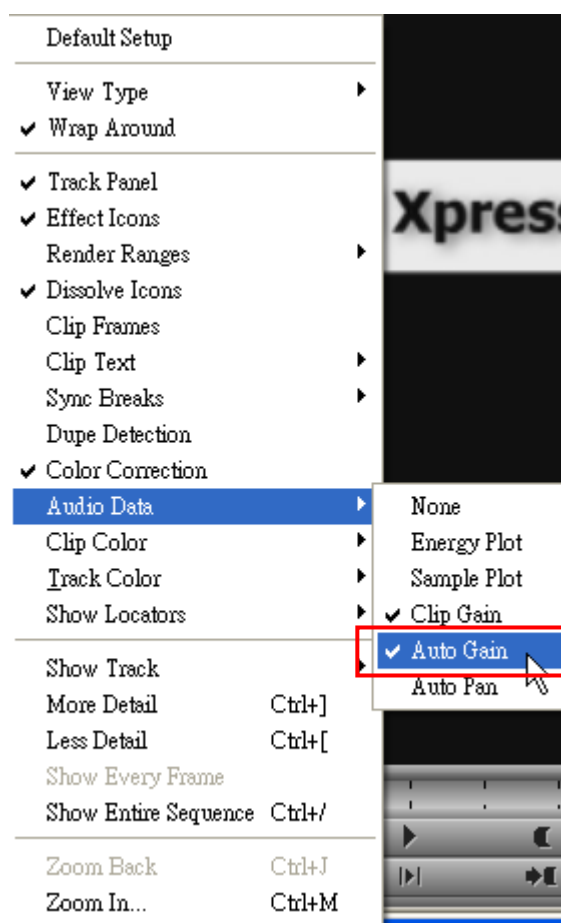 Default Setup
View Type
Wrap Around
Track Panel
Effect Icons
Render Ranges
Dissolve Icons
Clip Frames
Clip Text
Sync Breaks
Dupe Detection
Color Correction
Audio Data
Clip Color
Track Color
Show Locators
Show Track
More Detail Ctrl+]
Less Detail Ctrl+[
Show Every Frame
Show Entire Sequence Ctrl+/
Zoom Back Ctrl+J
Zoom In... Ctrl+M
None
Energy Plot
Sample Plot
Clip Gain
Auto Gain
Auto Pan